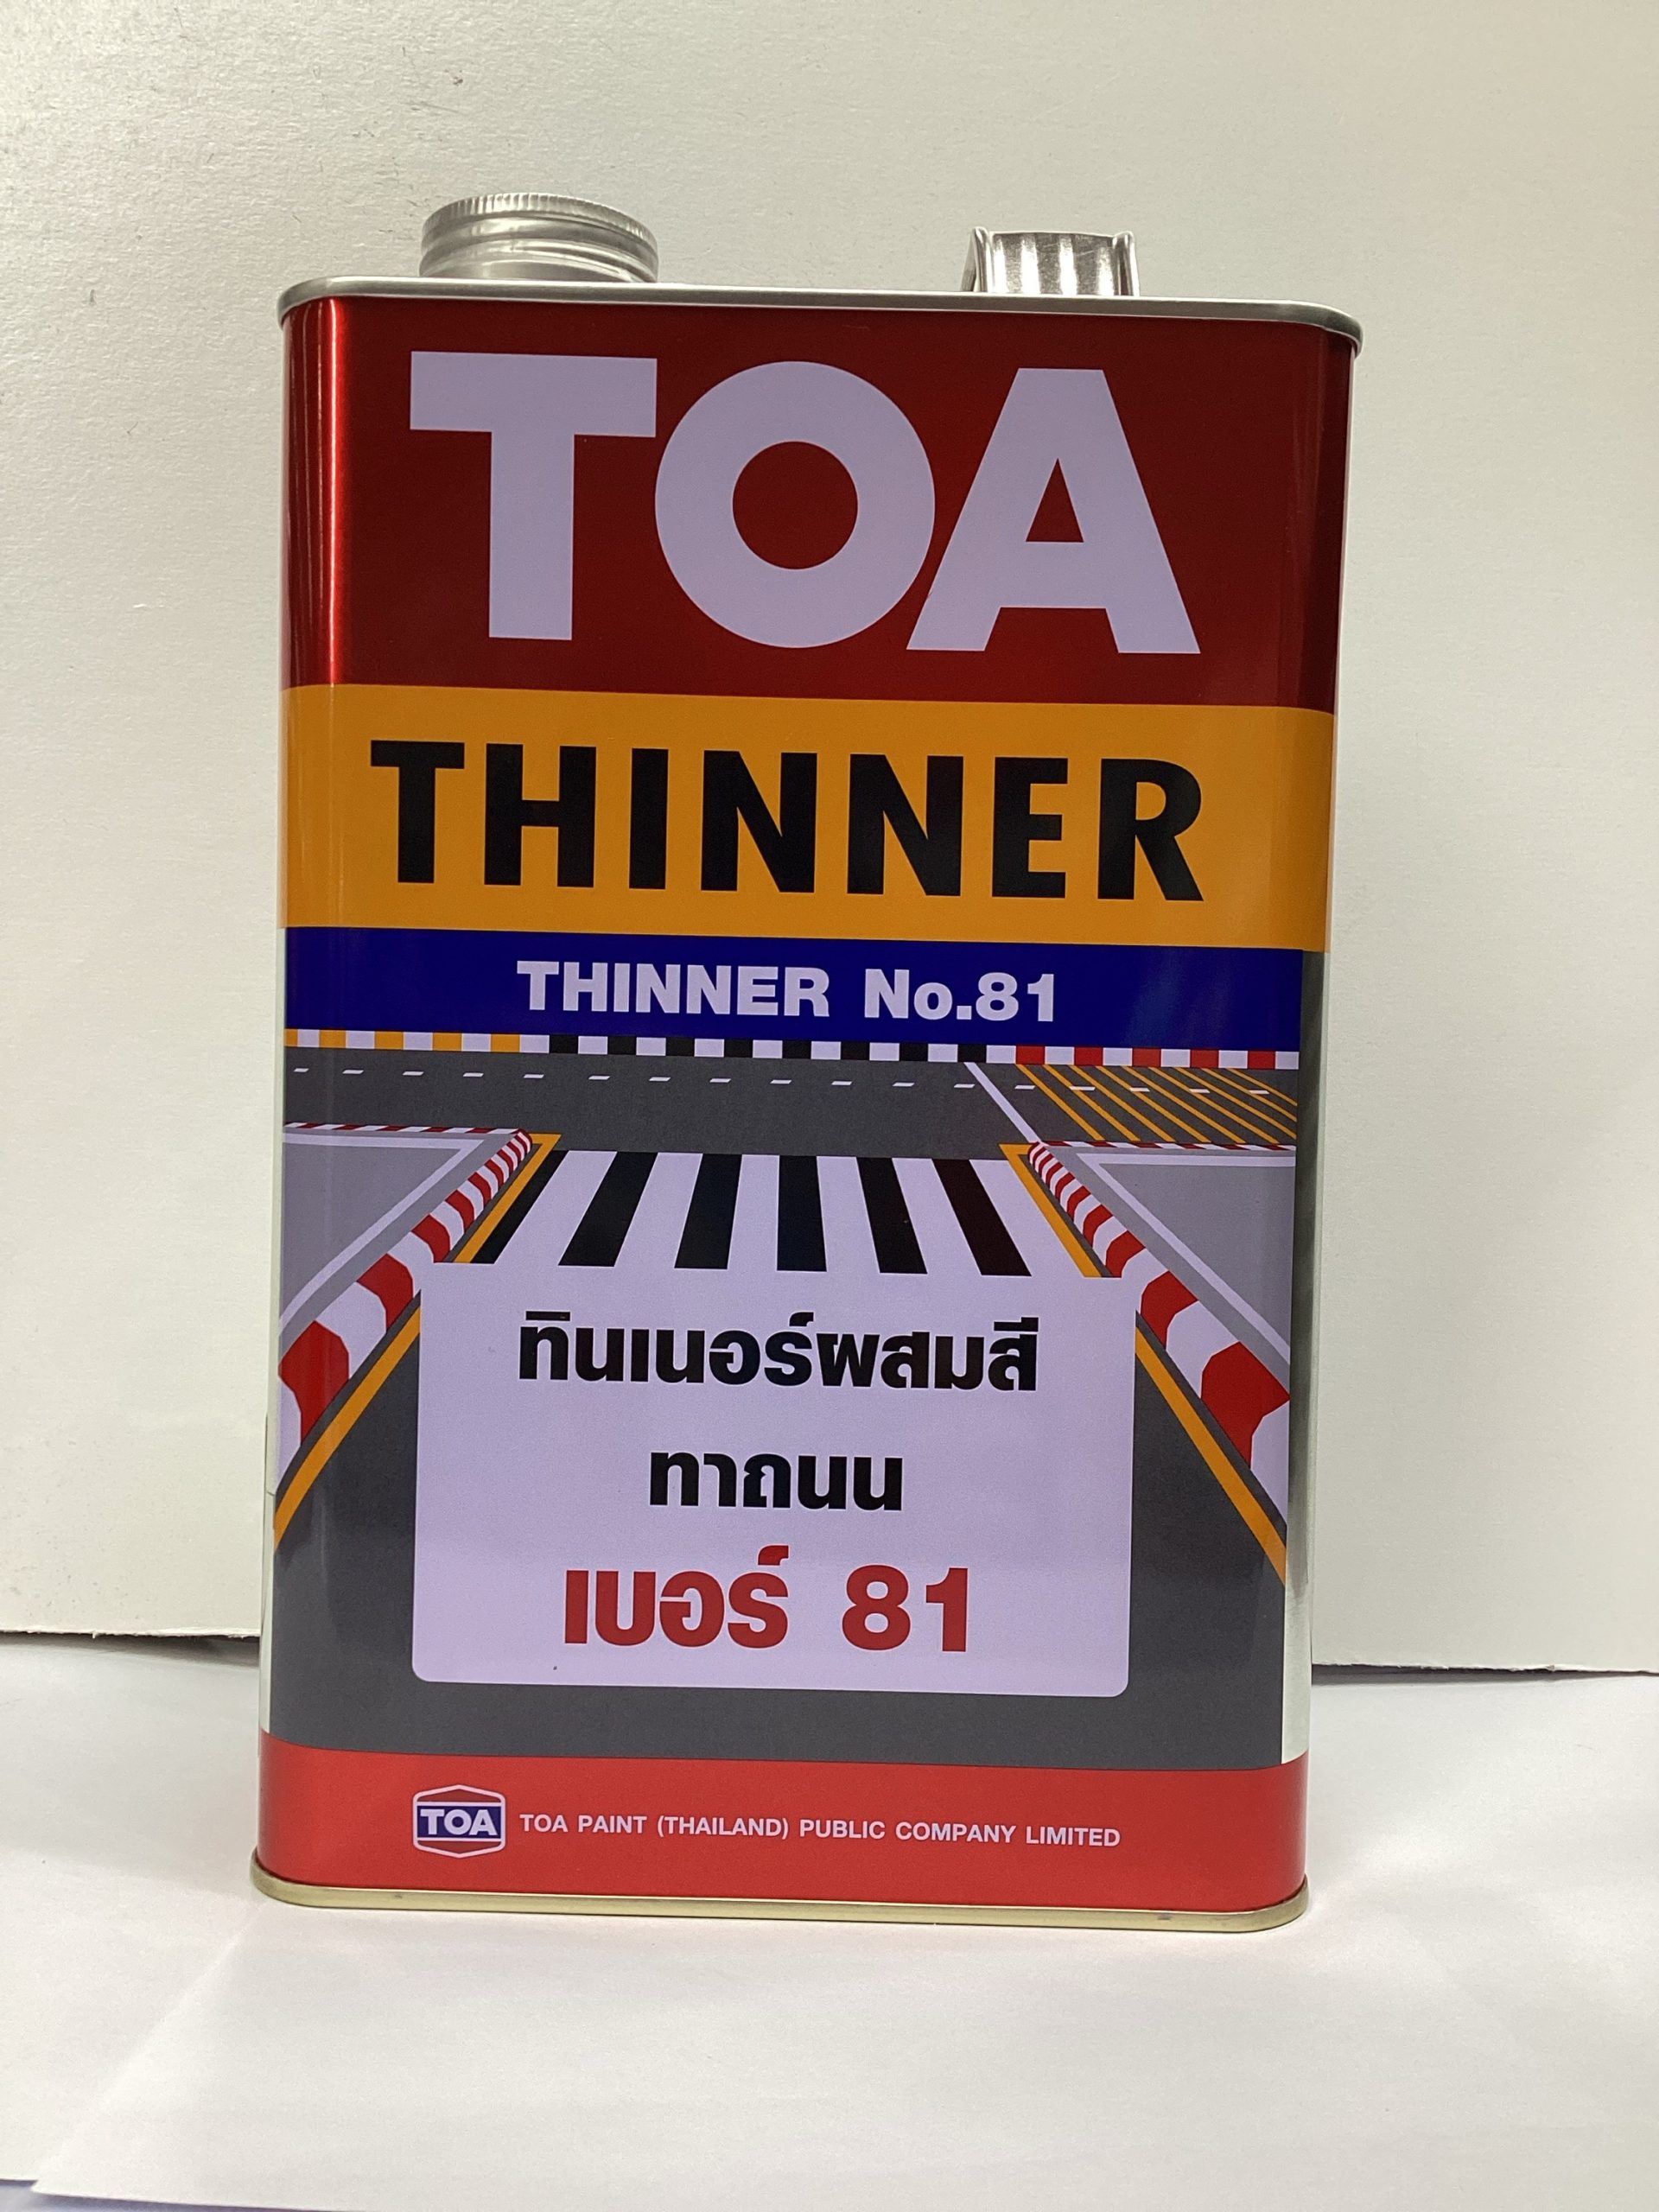 TOA
THINNER
THINNER No.81
ทินเนอร์ผสมสี
ทาถนน
เบอร์ 81
TOA TOA PAINT (THAILAND) PUBLIC COMPANY LIMITED